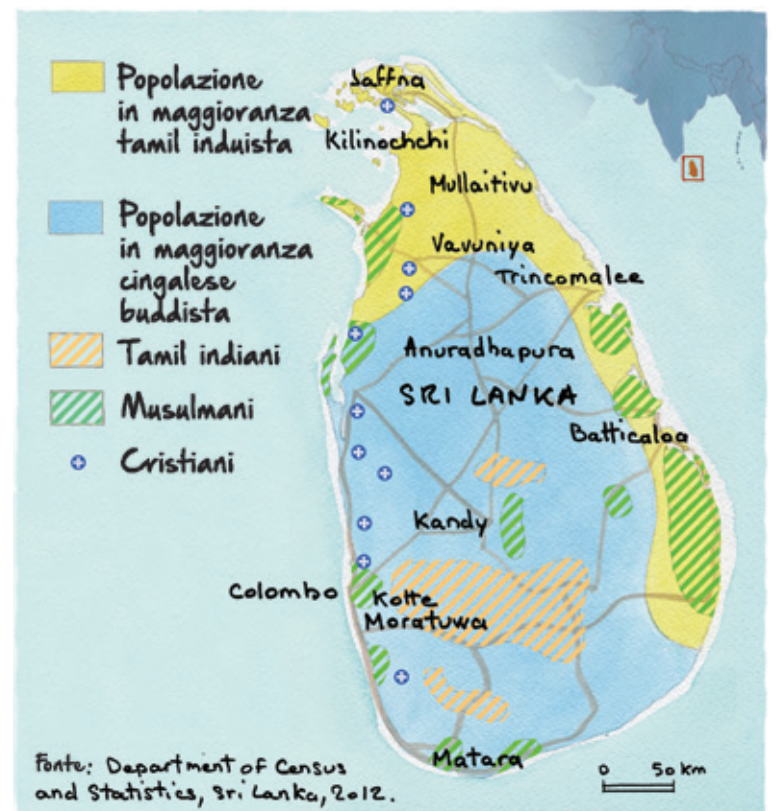 Popolazione
in maggioranza
tamil induista
Popolazione
in maggioranza
cingalese
buddista
Tamil indiani
Musulmani
Cristiani
Jaffna
Kilinochchi
Mullaitivu
Vavuniya
Trincomalee
Anuradhapura
SRI LANKA
Batticaloa
Kandy
Colombo
Kotte
Moratuwa
Matara
0 50 km
Fonte: Department of Census
and Statistics, Sri Lanka, 2012.